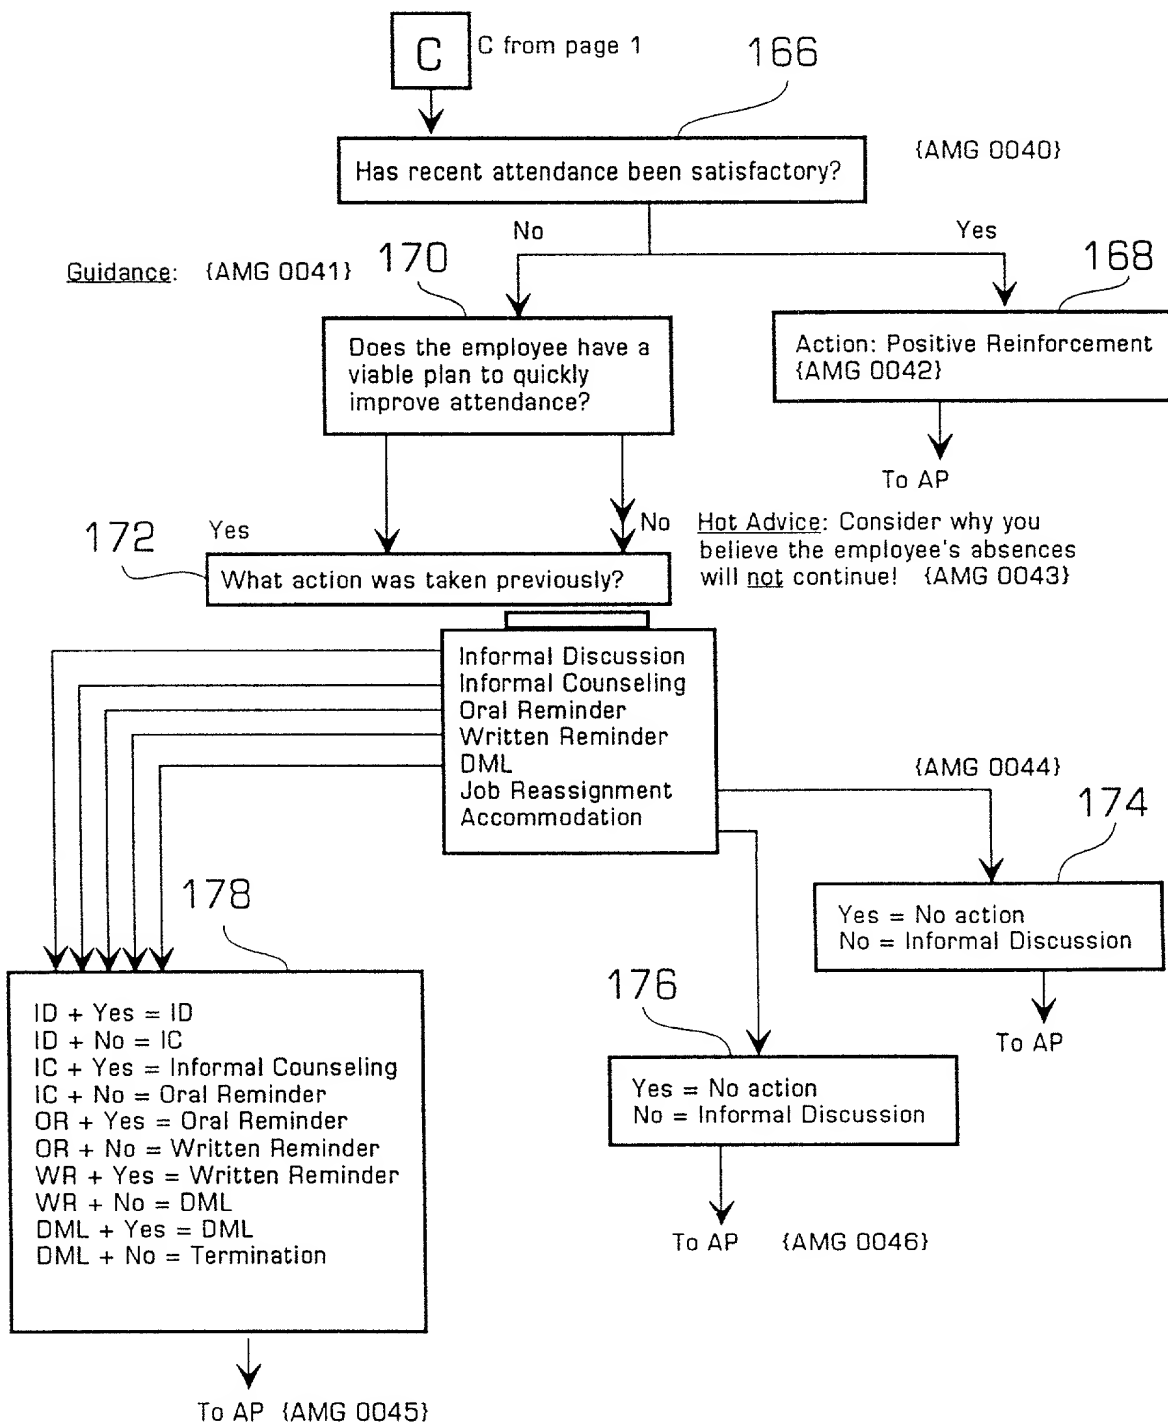 C
C from page 1
166
Has recent attendance been satisfactory?
{AMG 0040}
No
Yes
Guidance: {AMG 0041}
170
168
Does the employee have a
viable plan to quickly
improve attendance?
Action: Positive Reinforcement
{AMG 0042}
To AP
172
Yes
No
Hot Advice: Consider why you
believe the employee's absences
will not continue! {AMG 0043}
What action was taken previously?
Informal Discussion
Informal Counseling
Oral Reminder
Written Reminder
DML
Job Reassignment
Accommodation
{AMG 0044}
174
Yes = No action
No = Informal Discussion
To AP
176
Yes = No action
No = Informal Discussion
To AP {AMG 0046}
178
ID + Yes = ID
ID + No = IC
IC + Yes = Informal Counseling
IC + No = Oral Reminder
OR + Yes = Oral Reminder
OR + No = Written Reminder
WR + Yes = Written Reminder
WR + No = DML
DML + Yes = DML
DML + No = Termination
To AP {AMG 0045}